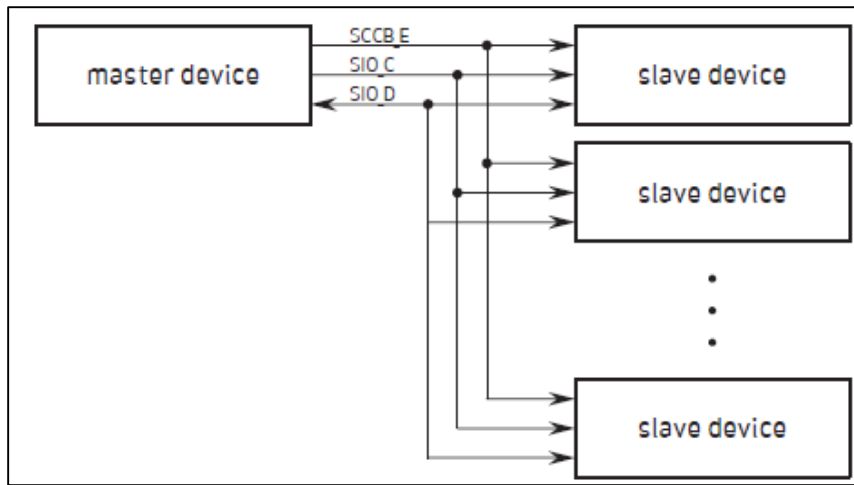 SCCB_E
master device
SIO_C
SIO_D
slave device
slave device
slave device